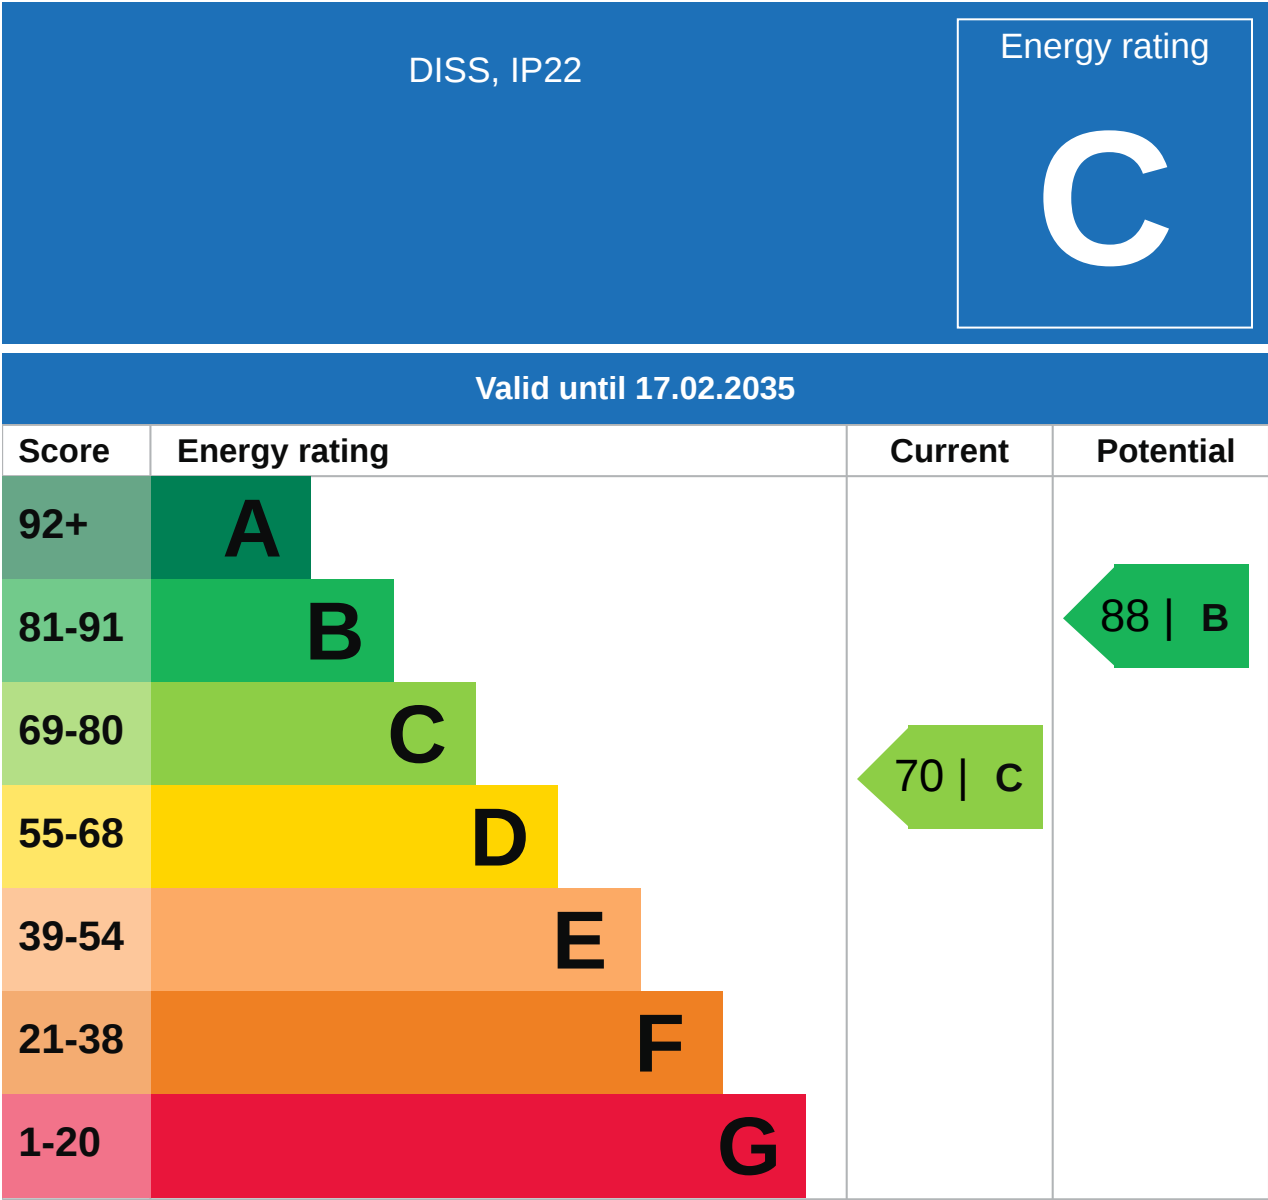 DISS, IP22
Energy rating
C
Valid until 17.02.2035
Score Energy rating Current Potential
92+ A
81-91 B
88 | B
69-80 C
70 | C
55-68 D
39-54 E
21-38 F
1-20 G